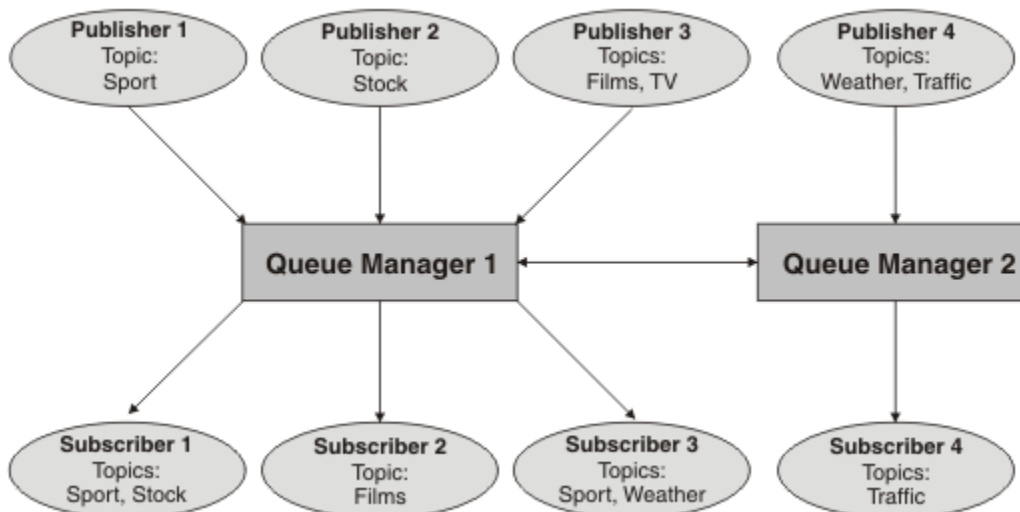 Publisher 1
Topic:
Sport
Publisher 2
Topic:
Stock
Publisher 3
Topics:
Films, TV
Publisher 4
Topics:
Weather, Traffic
Queue Manager 1
Queue Manager 2
Subscriber 1
Topics:
Sport, Stock
Subscriber 2
Topic:
Films
Subscriber 3
Topics:
Sport, Weather
Subscriber 4
Topics:
Traffic